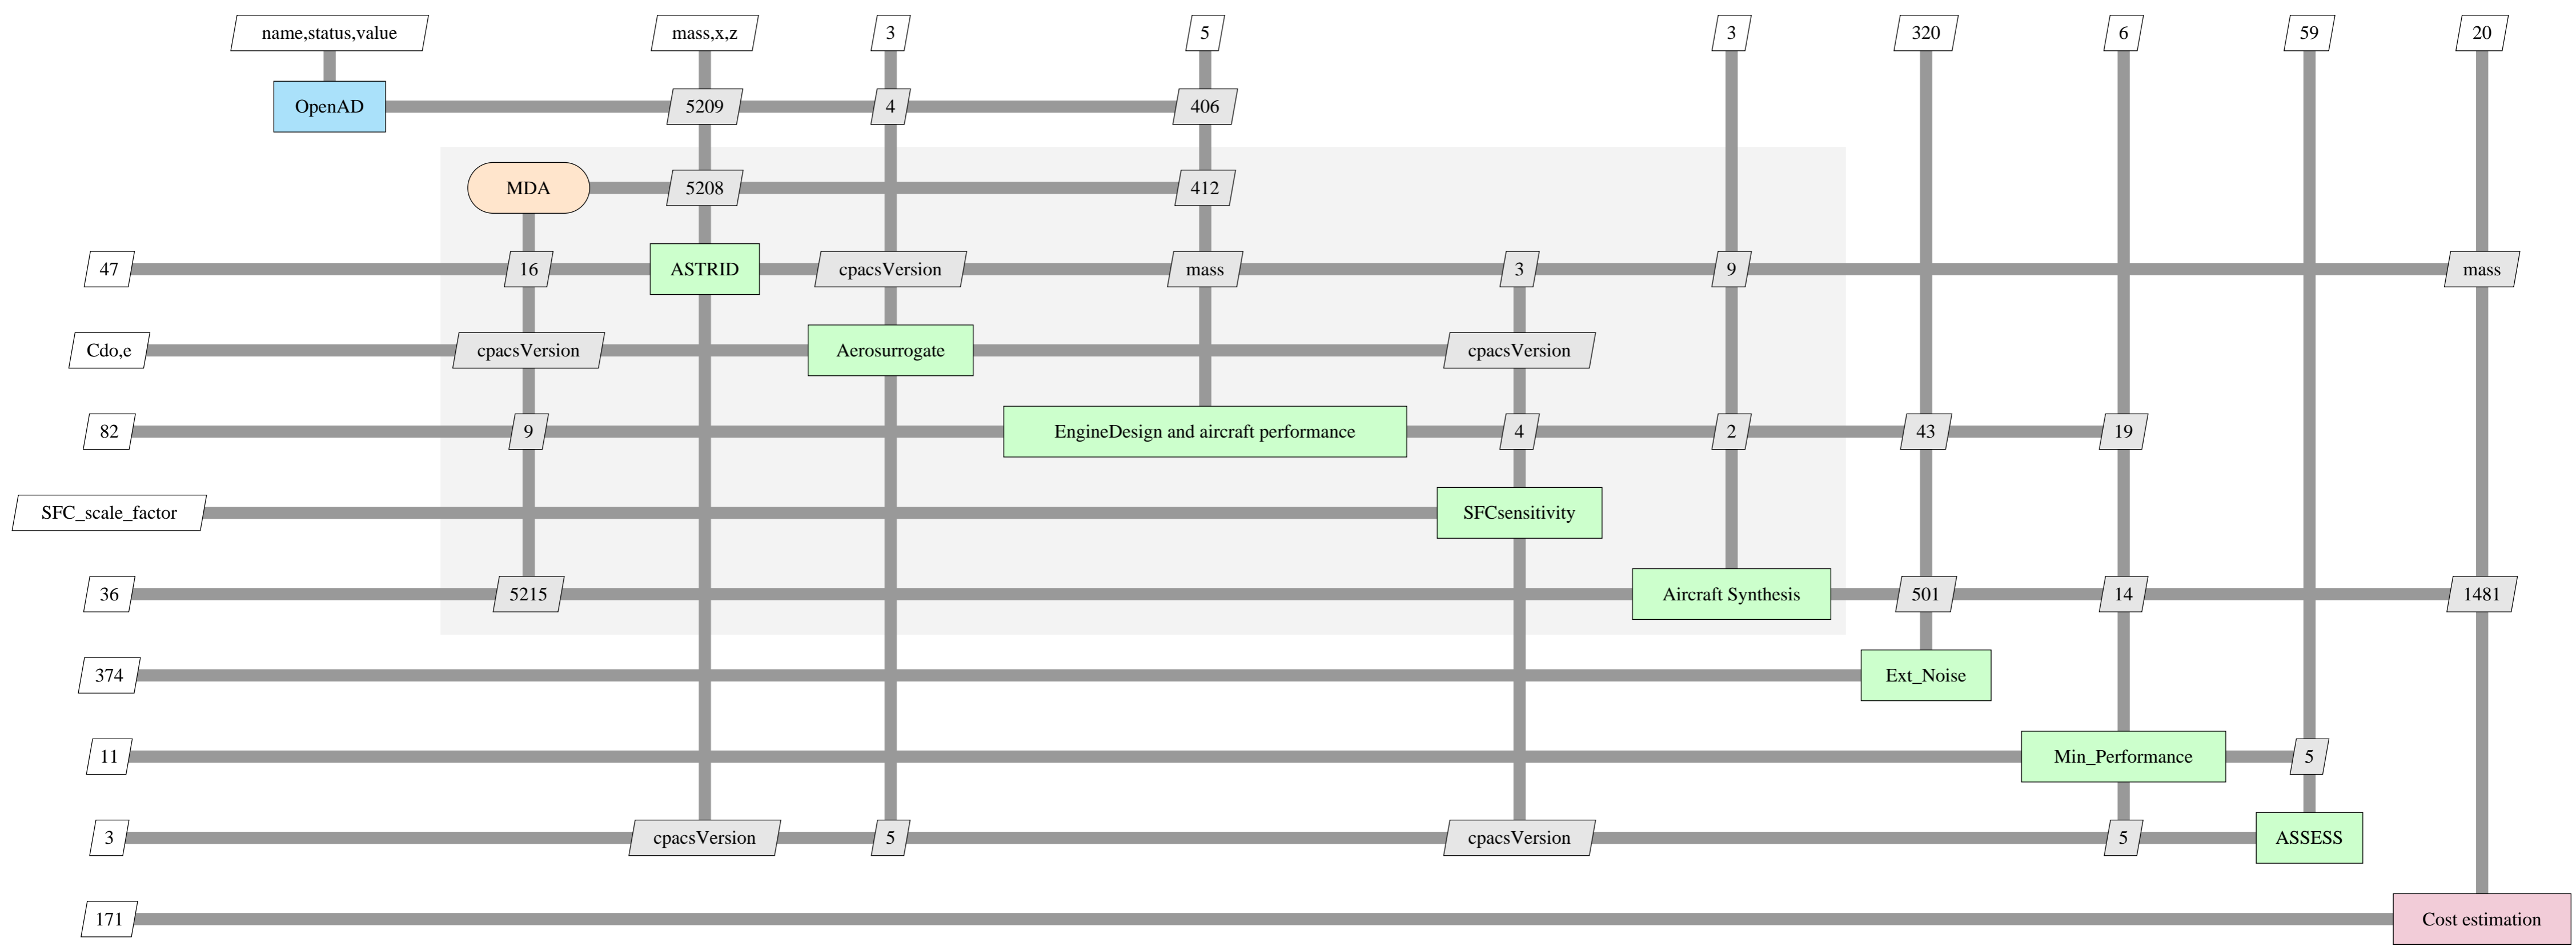 name,status,value
mass,x,z
3
5
3
320
6
59
20
OpenAD
5209
4
406
MDA
5208
412
47
16
ASTRID
cpacsVersion
mass
3
9
mass
Cdo,e
cpacsVersion
Aerosurrogate
cpacsVersion
82
9
EngineDesign and aircraft performance
4
2
43
19
SFC_scale_factor
SFCsensitivity
36
5215
Aircraft Synthesis
501
14
1481
374
Ext_Noise
11
Min_Performance
5
3
cpacsVersion
5
cpacsVersion
5
ASSESS
171
Cost estimation